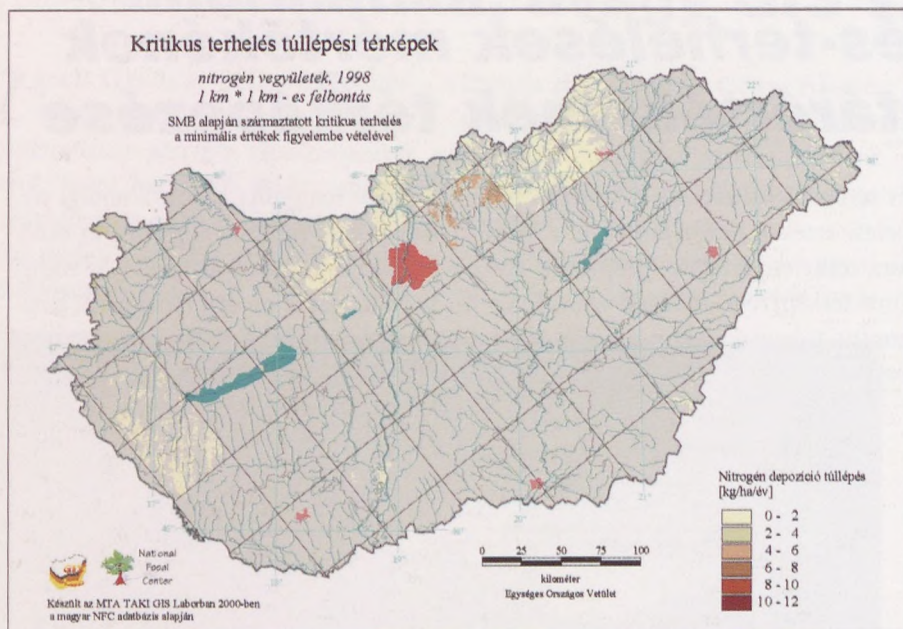 Kritikus terhelés túllépési térképek
nitrogén vegyületek, 1998
1 km * 1 km - es felbontás
SMB alapján származtatott kritikus terhelés
a minimális értékek figyelembe vételével
Nitrogén depozíció túllépés
[kg/ha/év]
0 - 2
2 - 4
4 - 6
6 - 8
8 - 10
10 - 12
0 25 50 75 100
kilométer
Egységes Országos Vetület
National
Focal
Center
Készült az MTA TAKI GIS Laborban 2000-ben
a magyar NFC adatbázis alapján